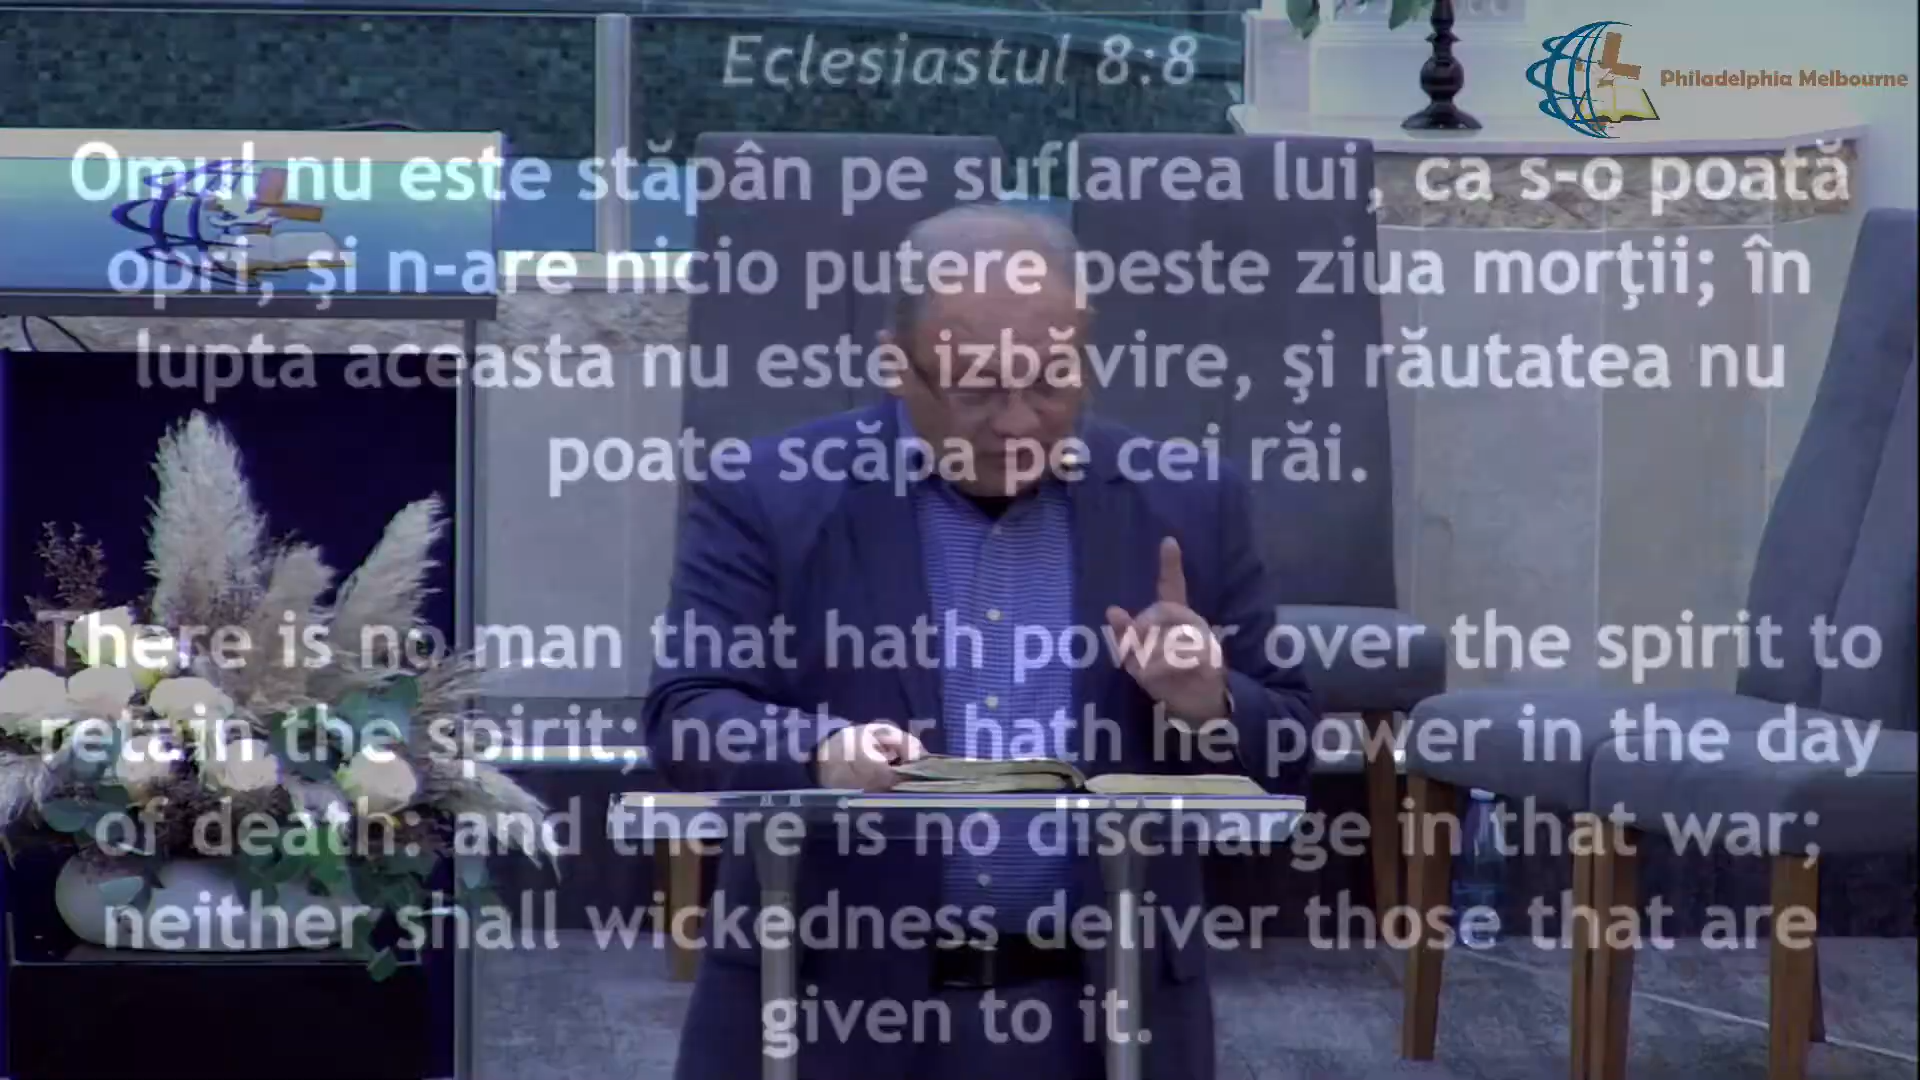 Eclesiastul 8:8
Philadelphia Melbourne
Omul nu este stăpân pe suflarea lui, ca s-o poată
opri, şi n-are nicio putere peste ziua morţii; în
lupta aceasta nu este izbăvire, şi răutatea nu
poate scăpa pe cei răi.
There is no man that hath power over the spirit to
retain the spirit; neither hath he power in the day
of death: and there is no discharge in that war;
neither shall wickedness deliver those that are
given to it.